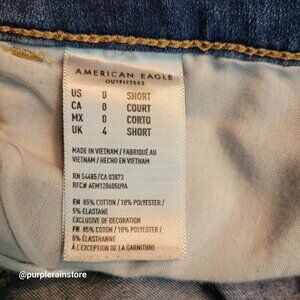 AMERICAN EAGLE
OUTFITTERS
US 0 SHORT
CA 0 COURT
MX 0 CORTO
UK 4 SHORT
MADE IN VIETNAM / FABRIQUÉ AU
VIETNAM / HECHO EN VIETNAM
RN 54485/CA 03873
RFC# AEM120605U9A
EN 85% COTTON / 10% POLYESTER /
5% ELASTANE
EXCLUSIVE OF DECORATION
FR 85% COTON / 10% POLYESTER /
5% ÉLASTHANNE
À L'EXCEPTION DE LA GARNITURE
@purplerainstore